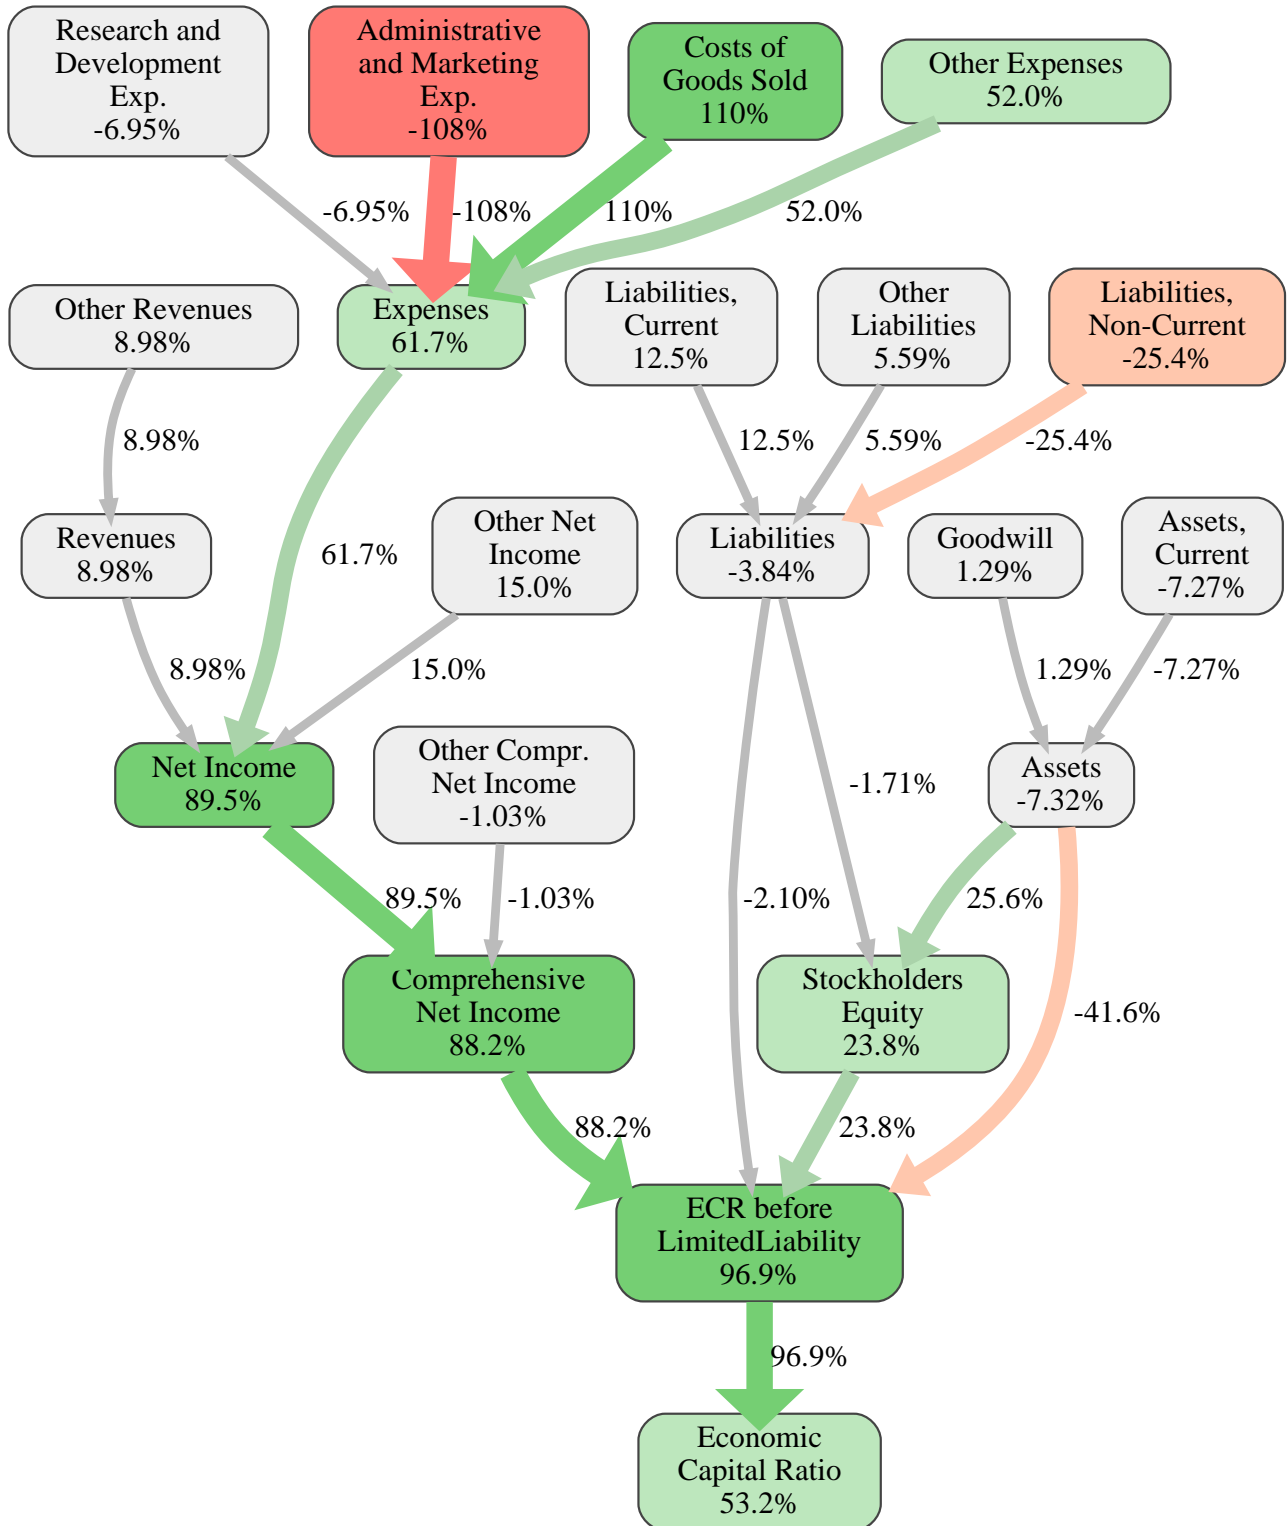 Research and
Development
Exp.
-6.95%
Administrative
and Marketing
Exp.
-108%
Costs of
Goods Sold
110%
Other Expenses
52.0%
-6.95%
-108%
110%
52.0%
Other Revenues
8.98%
Expenses
61.7%
Liabilities,
Current
12.5%
Other
Liabilities
5.59%
Liabilities,
Non-Current
-25.4%
8.98%
12.5%
5.59%
-25.4%
Revenues
8.98%
61.7%
Other Net
Income
15.0%
Liabilities
-3.84%
Goodwill
1.29%
Assets,
Current
-7.27%
8.98%
15.0%
1.29%
-7.27%
Net Income
89.5%
Other Compr.
Net Income
-1.03%
-1.71%
Assets
-7.32%
89.5%
-1.03%
-2.10%
25.6%
Comprehensive
Net Income
88.2%
Stockholders
Equity
23.8%
-41.6%
88.2%
23.8%
ECR before
LimitedLiability
96.9%
96.9%
Economic
Capital Ratio
53.2%